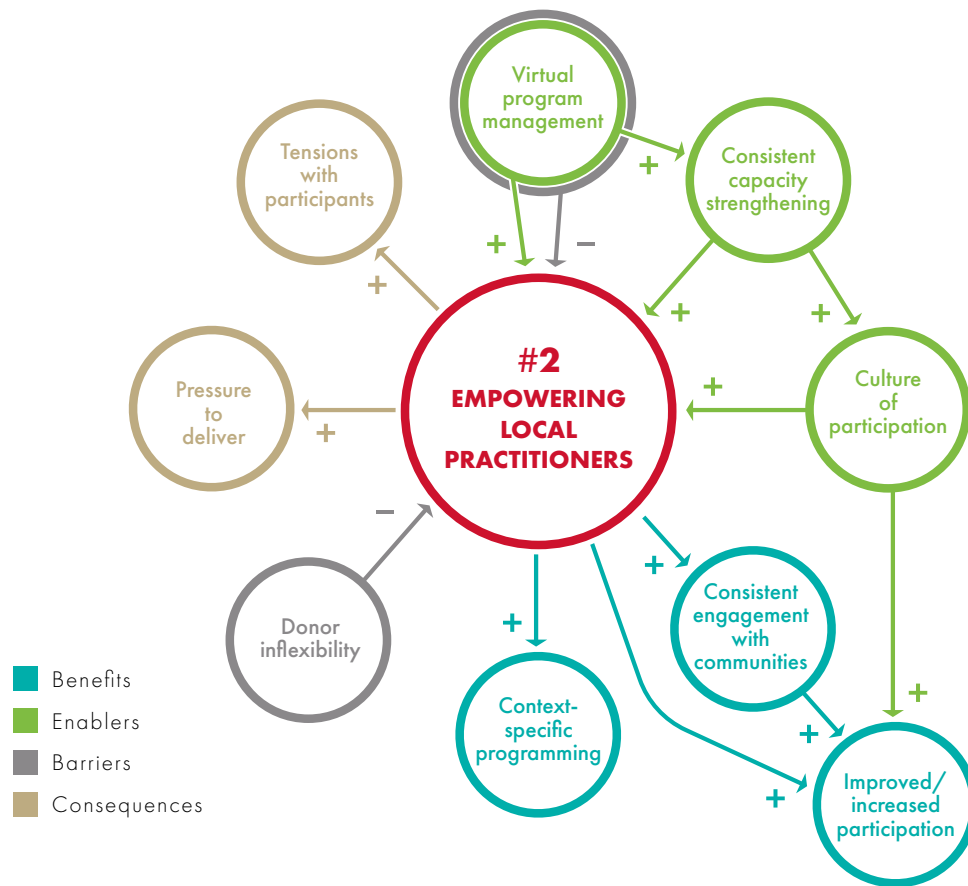 Virtual
program
management
+
Consistent
capacity
strengthening
Tensions
with
participants
+
–
+
+
+
#2
EMPOWERING
LOCAL
PRACTITIONERS
Pressure
to
deliver
+
+
Culture
of
participation
–
Donor
inflexibility
+
+
Consistent
engagement
with
communities
+
Context-
specific
programming
+
+
Improved/
increased
participation
+
Benefits
Enablers
Barriers
Consequences